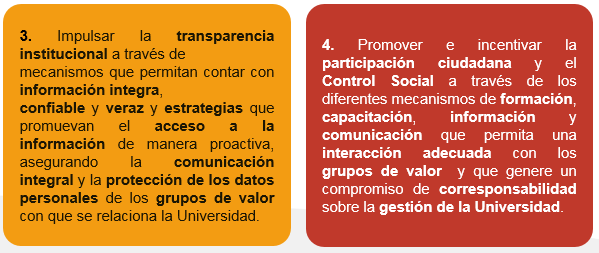 3. Impulsar la transparencia
institucional a través de
mecanismos que permitan contar con
información integra,
confiable y veraz y estrategias que
promuevan el acceso a la
información de manera proactiva,
asegurando la comunicación
integral y la protección de los datos
personales de los grupos de valor
con que se relaciona la Universidad.
4. Promover e incentivar la
participación ciudadana y el
Control Social a través de los
diferentes mecanismos de formación,
capacitación, información y
comunicación que permita una
interacción adecuada con los
grupos de valor y que genere un
compromiso de corresponsabilidad
sobre la gestión de la Universidad.